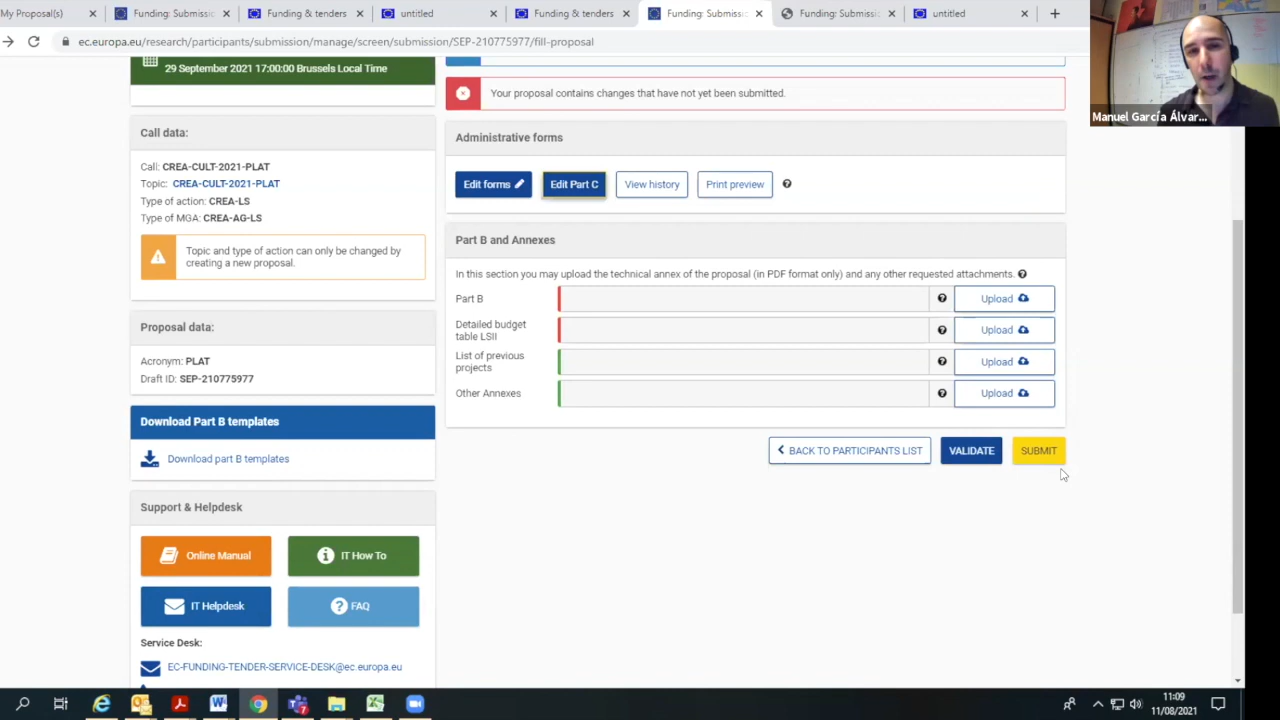 My Proposal(s)
Funding: Submissio
Funding & tenders
untitled
Funding & tenders
Funding: Submissio
Funding: Submissio
untitled
ec.europa.eu/research/participants/submission/manage/screen/submission/SEP-210775977/fill-proposal
29 September 2021 17:00:00 Brussels Local Time
Your proposal contains changes that have not yet been submitted.
Manuel García Álvar...
Call data:
Call: CREA-CULT-2021-PLAT
Topic: CREA-CULT-2021-PLAT
Type of action: CREA-LS
Type of MGA: CREA-AG-LS
Topic and type of action can only be changed by
creating a new proposal.
Proposal data:
Acronym: PLAT
Draft ID: SEP-210775977
Download Part B templates
Download part B templates
Support & Helpdesk
Online Manual
IT How To
IT Helpdesk
FAQ
Service Desk:
EC-FUNDING-TENDER-SERVICE-DESK@ec.europa.eu
Administrative forms
Edit forms
Edit Part C
View history
Print preview
Part B and Annexes
In this section you may upload the technical annex of the proposal (in PDF format only) and any other requested attachments.
Part B
Upload
Detailed budget
table LSII
Upload
List of previous
projects
Upload
Other Annexes
Upload
BACK TO PARTICIPANTS LIST
VALIDATE
SUBMIT
11:09
11/08/2021